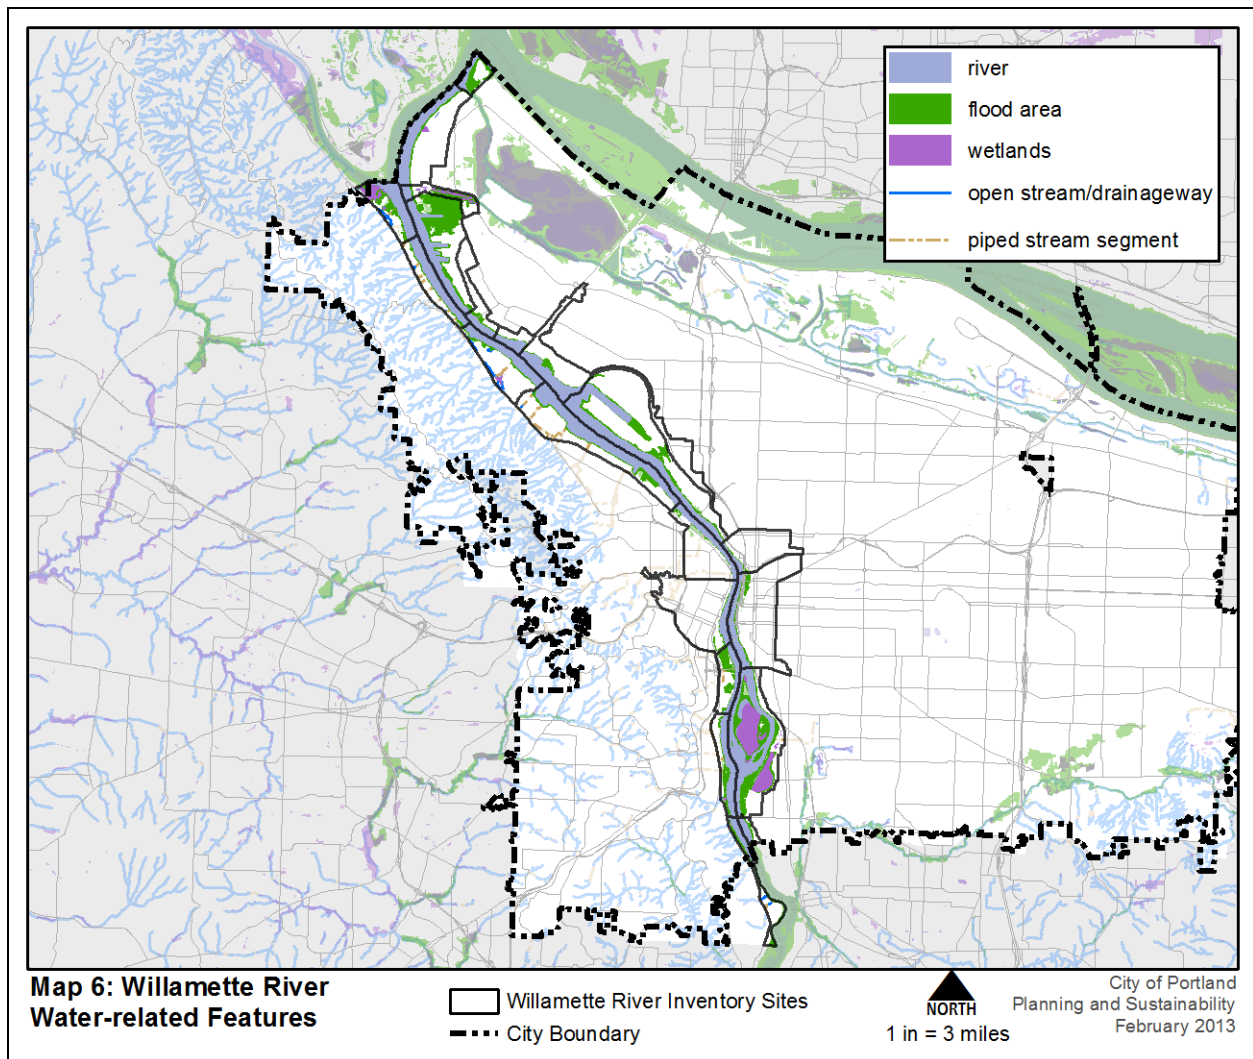 river
flood area
wetlands
open stream/drainageway
piped stream segment
Map 6: Willamette River
Water-related Features
Willamette River Inventory Sites
City Boundary
NORTH
1 in = 3 miles
City of Portland
Planning and Sustainability
February 2013